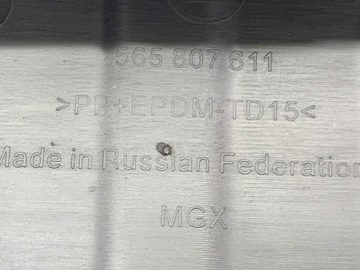 565 807 611
>PP+EPDM-TD15<
Made in Russian Federation
MGX